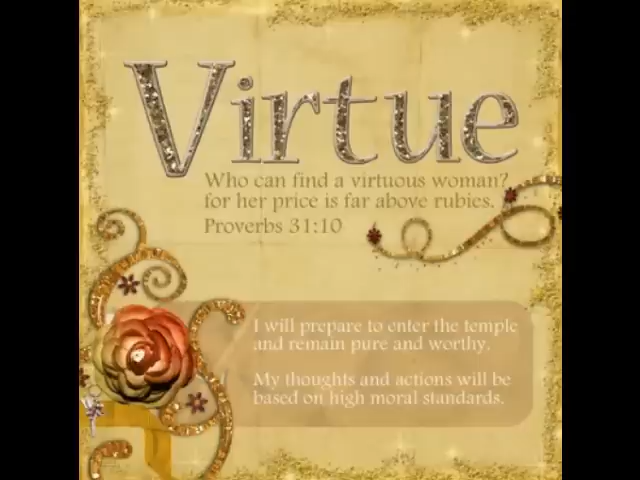 Virtue
Who can find a virtuous woman?
for her price is far above rubies.
Proverbs 31:10
I will prepare to enter the temple
and remain pure and worthy.
My thoughts and actions will be
based on high moral standards.